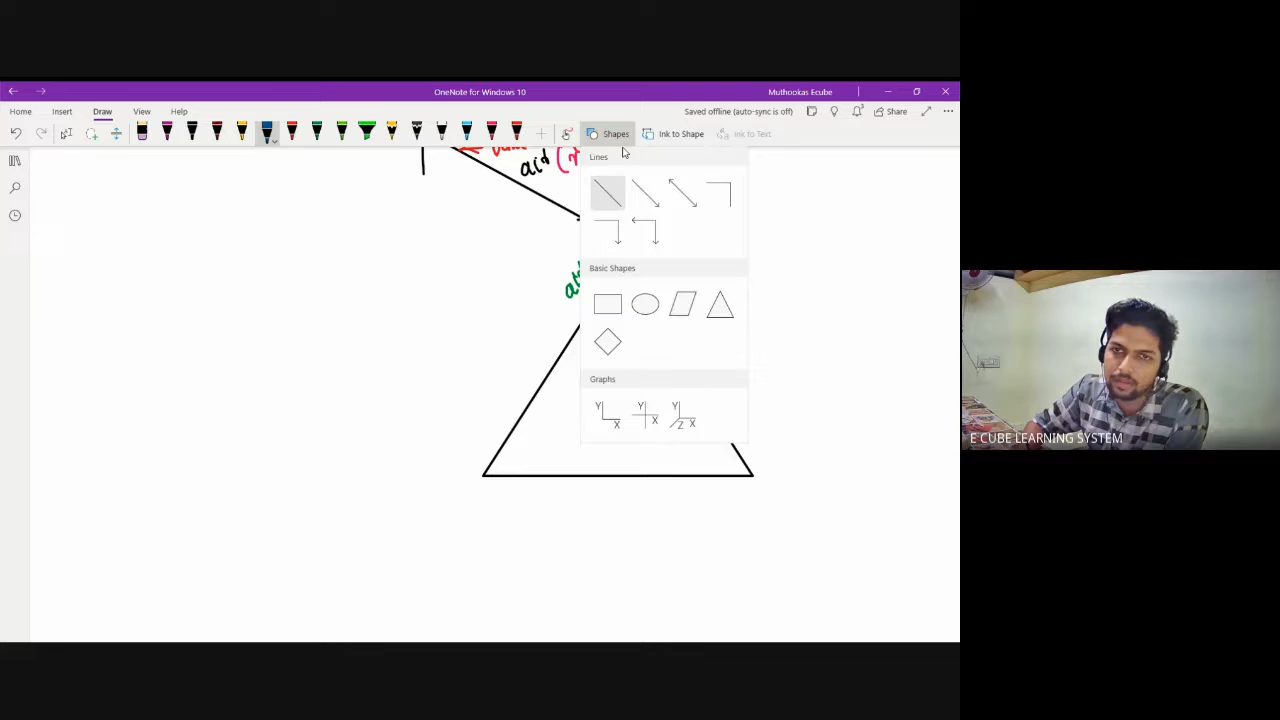 OneNote for Windows 10
Muthookas Ecube
Home Insert Draw View Help
Saved offline (auto-sync is off)
Share
Shapes
Ink to Shape
Ink to Text
Lines
act
Basic Shapes
Graphs
Y X
Y X
Y Z X
E CUBE LEARNING SYSTEM